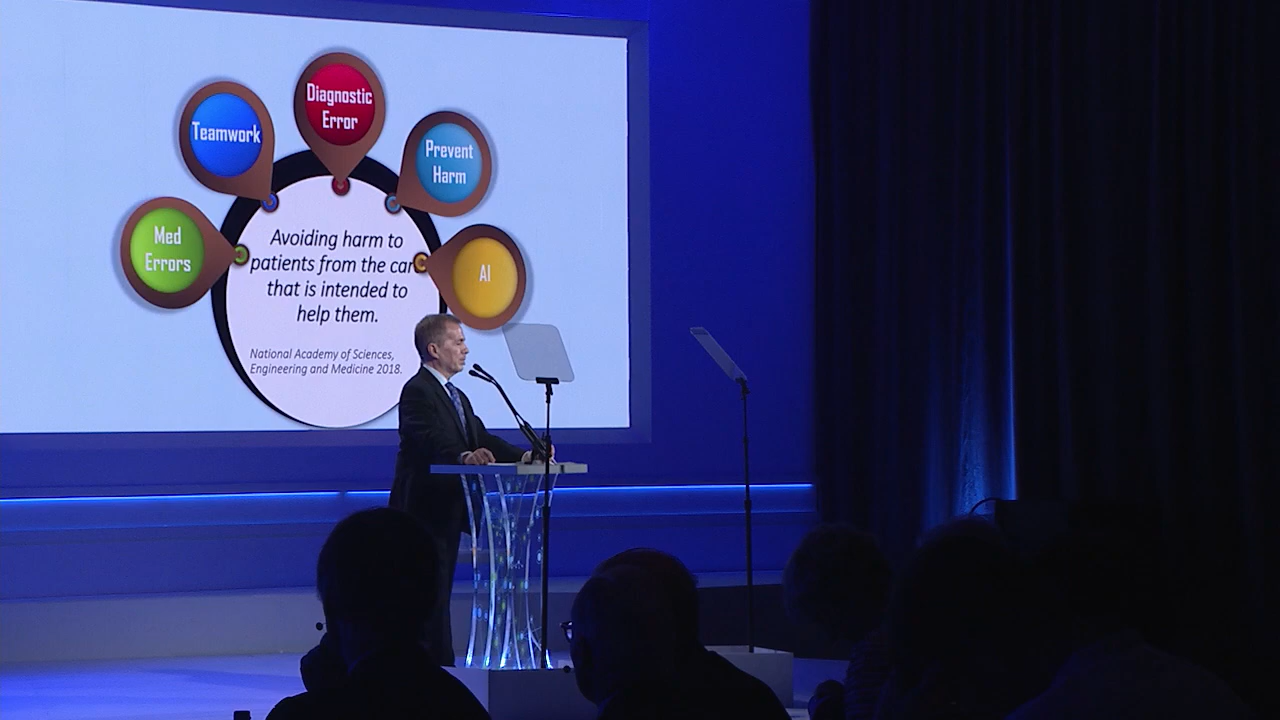 Diagnostic
Error
Teamwork
Prevent
Harm
Med
Errors
AI
Avoiding harm to
patients from the car
that is intended to
help them.
National Academy of Sciences,
Engineering and Medicine 2018.